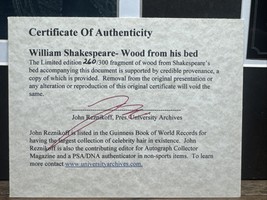 Certificate Of Authenticity
William Shakespeare- Wood from his bed
The Limited edition 260/300 fragment of wood from Shakespeare's
bed accompanying this document is supported by credible provenance, a
copy of which is provided. Removal from the original presentation or
any alteration or reproduction of this original certificate will void the
same.
John Reznikoff, Pres. University Archives
John Reznikoff is listed in the Guinness Book of World Records for
having the largest collection of celebrity hair in existence. John
Reznikoff is also the contributing editor for Autograph Collector
Magazine and a PSA/DNA authenticator in non-sports items. To learn
more contact www.universityarchives.com.